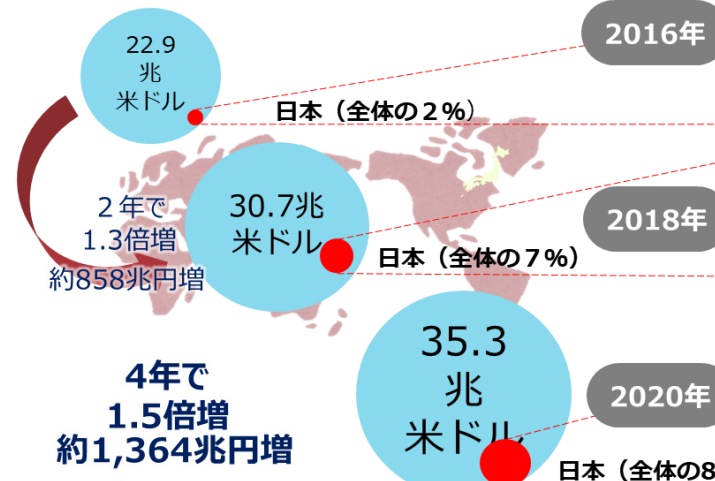 22.9
兆
米ドル
2016年
日本（全体の２%）
２年で
1.3倍増
約858兆円増
30.7兆
米ドル
2018年
日本（全体の７%）
4年で
1.5倍増
約1,364兆円増
35.3
兆
米ドル
2020年
日本（全体の8